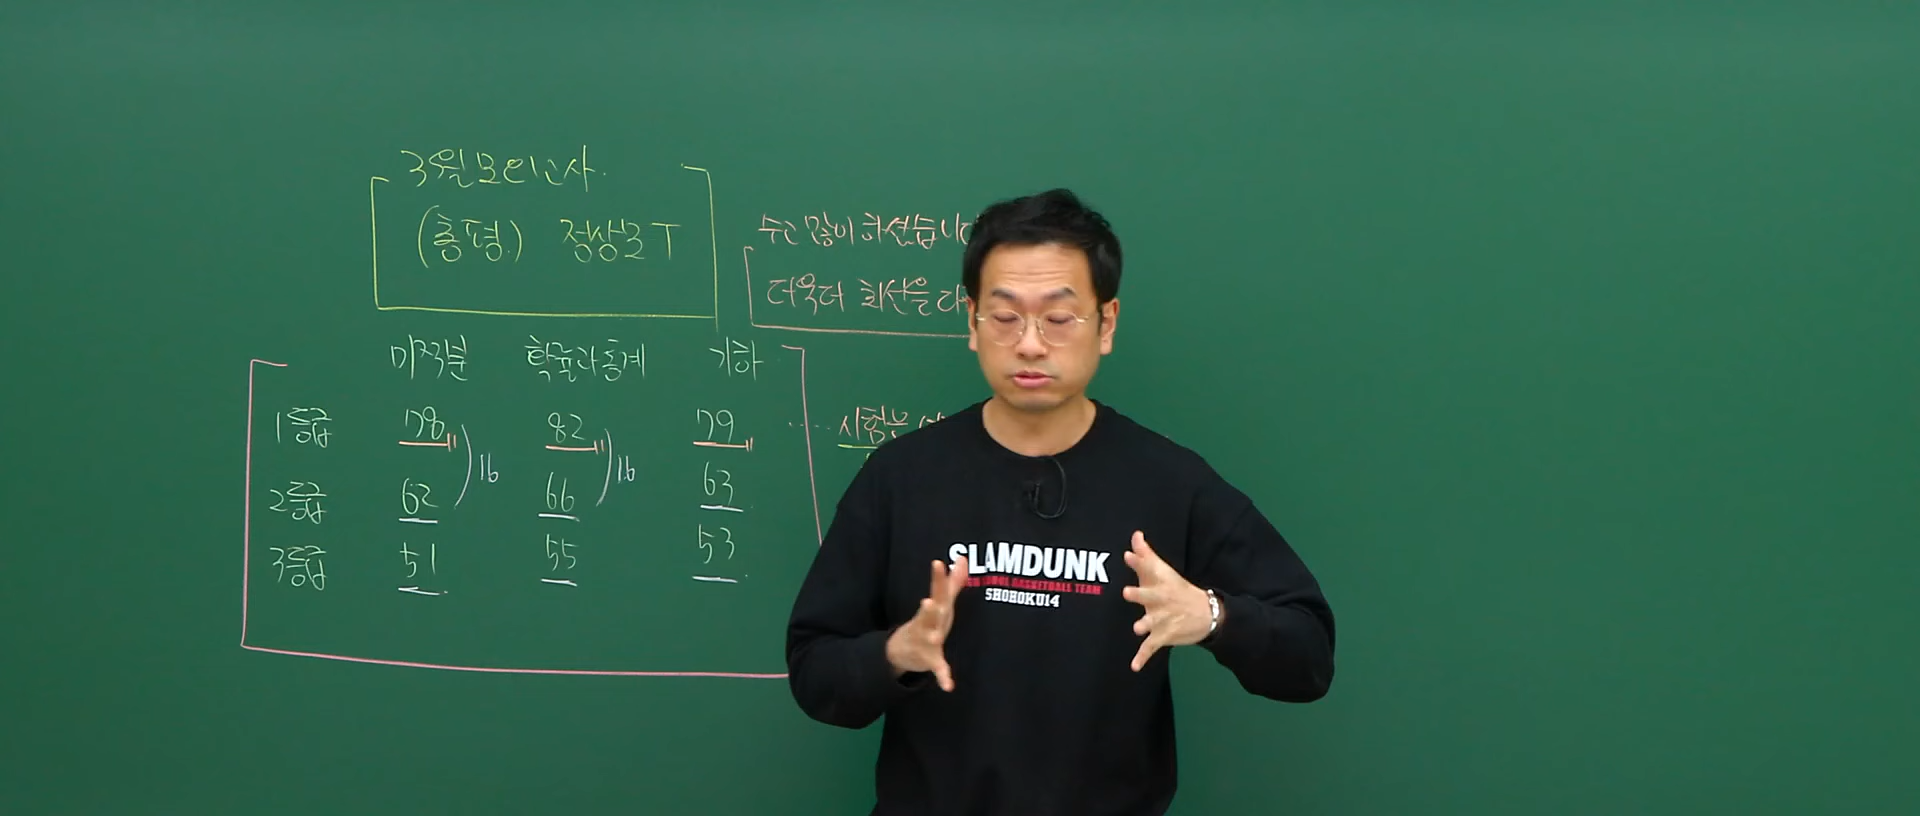 3월 모의고사.
(총평.) 정상모T
수고 많이 하셨습니다
더욱더 최선을 다
미적분 확률과 통계 기하
1등급 78 82 79 시험분
16 16
2등급 62 66 63
3등급 51 55 53
SLAMDUNK
BASKETBALL TEAM
SHOHOKU14